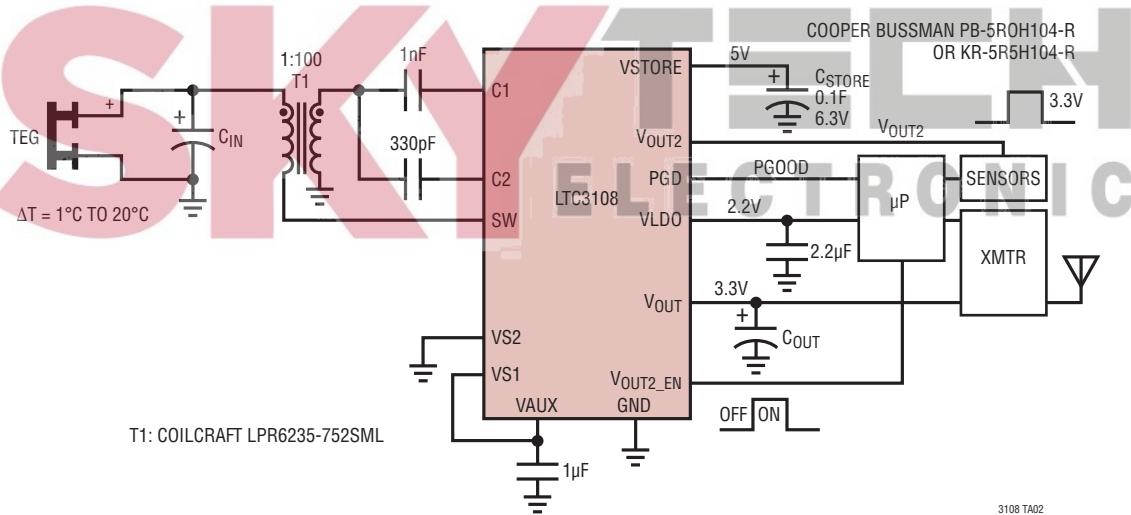 SKYTECH
ELECTRONIC
COOPER BUSSMAN PB-5ROH104-R
OR KR-5R5H104-R
1:100
T1
1nF
VSTORE
5V
+
CSTORE
0.1F
6.3V
3.3V
C1
TEG
+
+
CIN
330pF
VOUT2
VOUT2
C2
PGD
PGOOD
SENSORS
LTC3108
µP
ΔT = 1°C TO 20°C
SW
VLDO
2.2V
2.2µF
XMTR
VOUT
3.3V
+
COUT
VS2
VS1
VOUT2_EN
VAUX
GND
OFF ON
T1: COILCRAFT LPR6235-752SML
1µF
3108 TA02